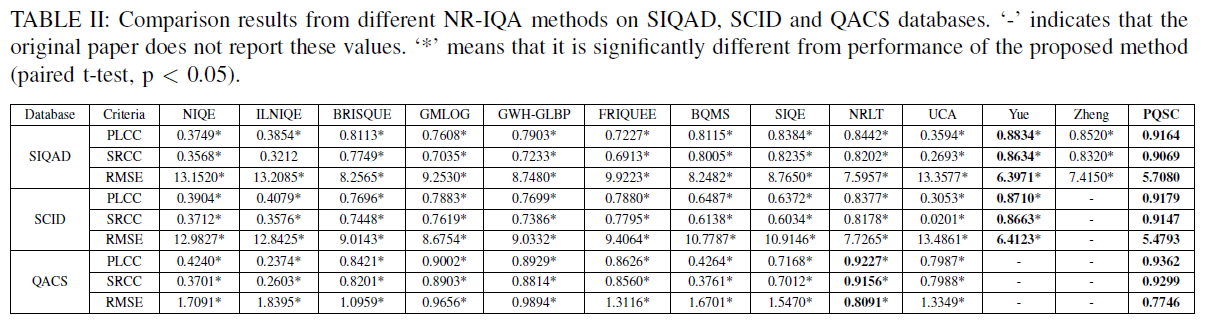 TABLE II: Comparison results from different NR-IQA methods on SIQAD, SCID and QACS databases. ‘-’ indicates that the
original paper does not report these values. ‘*’ means that it is significantly different from performance of the proposed method
(paired t-test, p < 0.05).
Database Criteria NIQE ILNIQE BRISQUE GMLOG GWH-GLBP FRIQUEE BQMS SIQE NRLT UCA Yue Zheng PQSC
PLCC 0.3749* 0.3854* 0.8113* 0.7608* 0.7903* 0.7227* 0.8115* 0.8384* 0.8442* 0.3594* 0.8834* 0.8520* 0.9164
SIQAD SRCC 0.3568* 0.3212 0.7749* 0.7035* 0.7233* 0.6913* 0.8005* 0.8235* 0.8202* 0.2693* 0.8634* 0.8320* 0.9069
RMSE 13.1520* 13.2085* 8.2565* 9.2530* 8.7480* 9.9223* 8.2482* 8.7650* 7.5957* 13.3577* 6.3971* 7.4150* 5.7080
PLCC 0.3904* 0.4079* 0.7696* 0.7883* 0.7699* 0.7880* 0.6487* 0.6372* 0.8377* 0.3053* 0.8710* - 0.9179
SCID SRCC 0.3712* 0.3576* 0.7448* 0.7619* 0.7386* 0.7795* 0.6138* 0.6034* 0.8178* 0.0201* 0.8663* - 0.9147
RMSE 12.9827* 12.8425* 9.0143* 8.6754* 9.0332* 9.4064* 10.7787* 10.9146* 7.7265* 13.4861* 6.4123* - 5.4793
PLCC 0.4240* 0.2374* 0.8421* 0.9002* 0.8929* 0.8626* 0.4264* 0.7168* 0.9227* 0.7987* - - 0.9362
QACS SRCC 0.3701* 0.2603* 0.8201* 0.8903* 0.8814* 0.8560* 0.3761* 0.7012* 0.9156* 0.7988* - - 0.9299
RMSE 1.7091* 1.8395* 1.0959* 0.9656* 0.9894* 1.3116* 1.6701* 1.5470* 0.8091* 1.3349* - - 0.7746